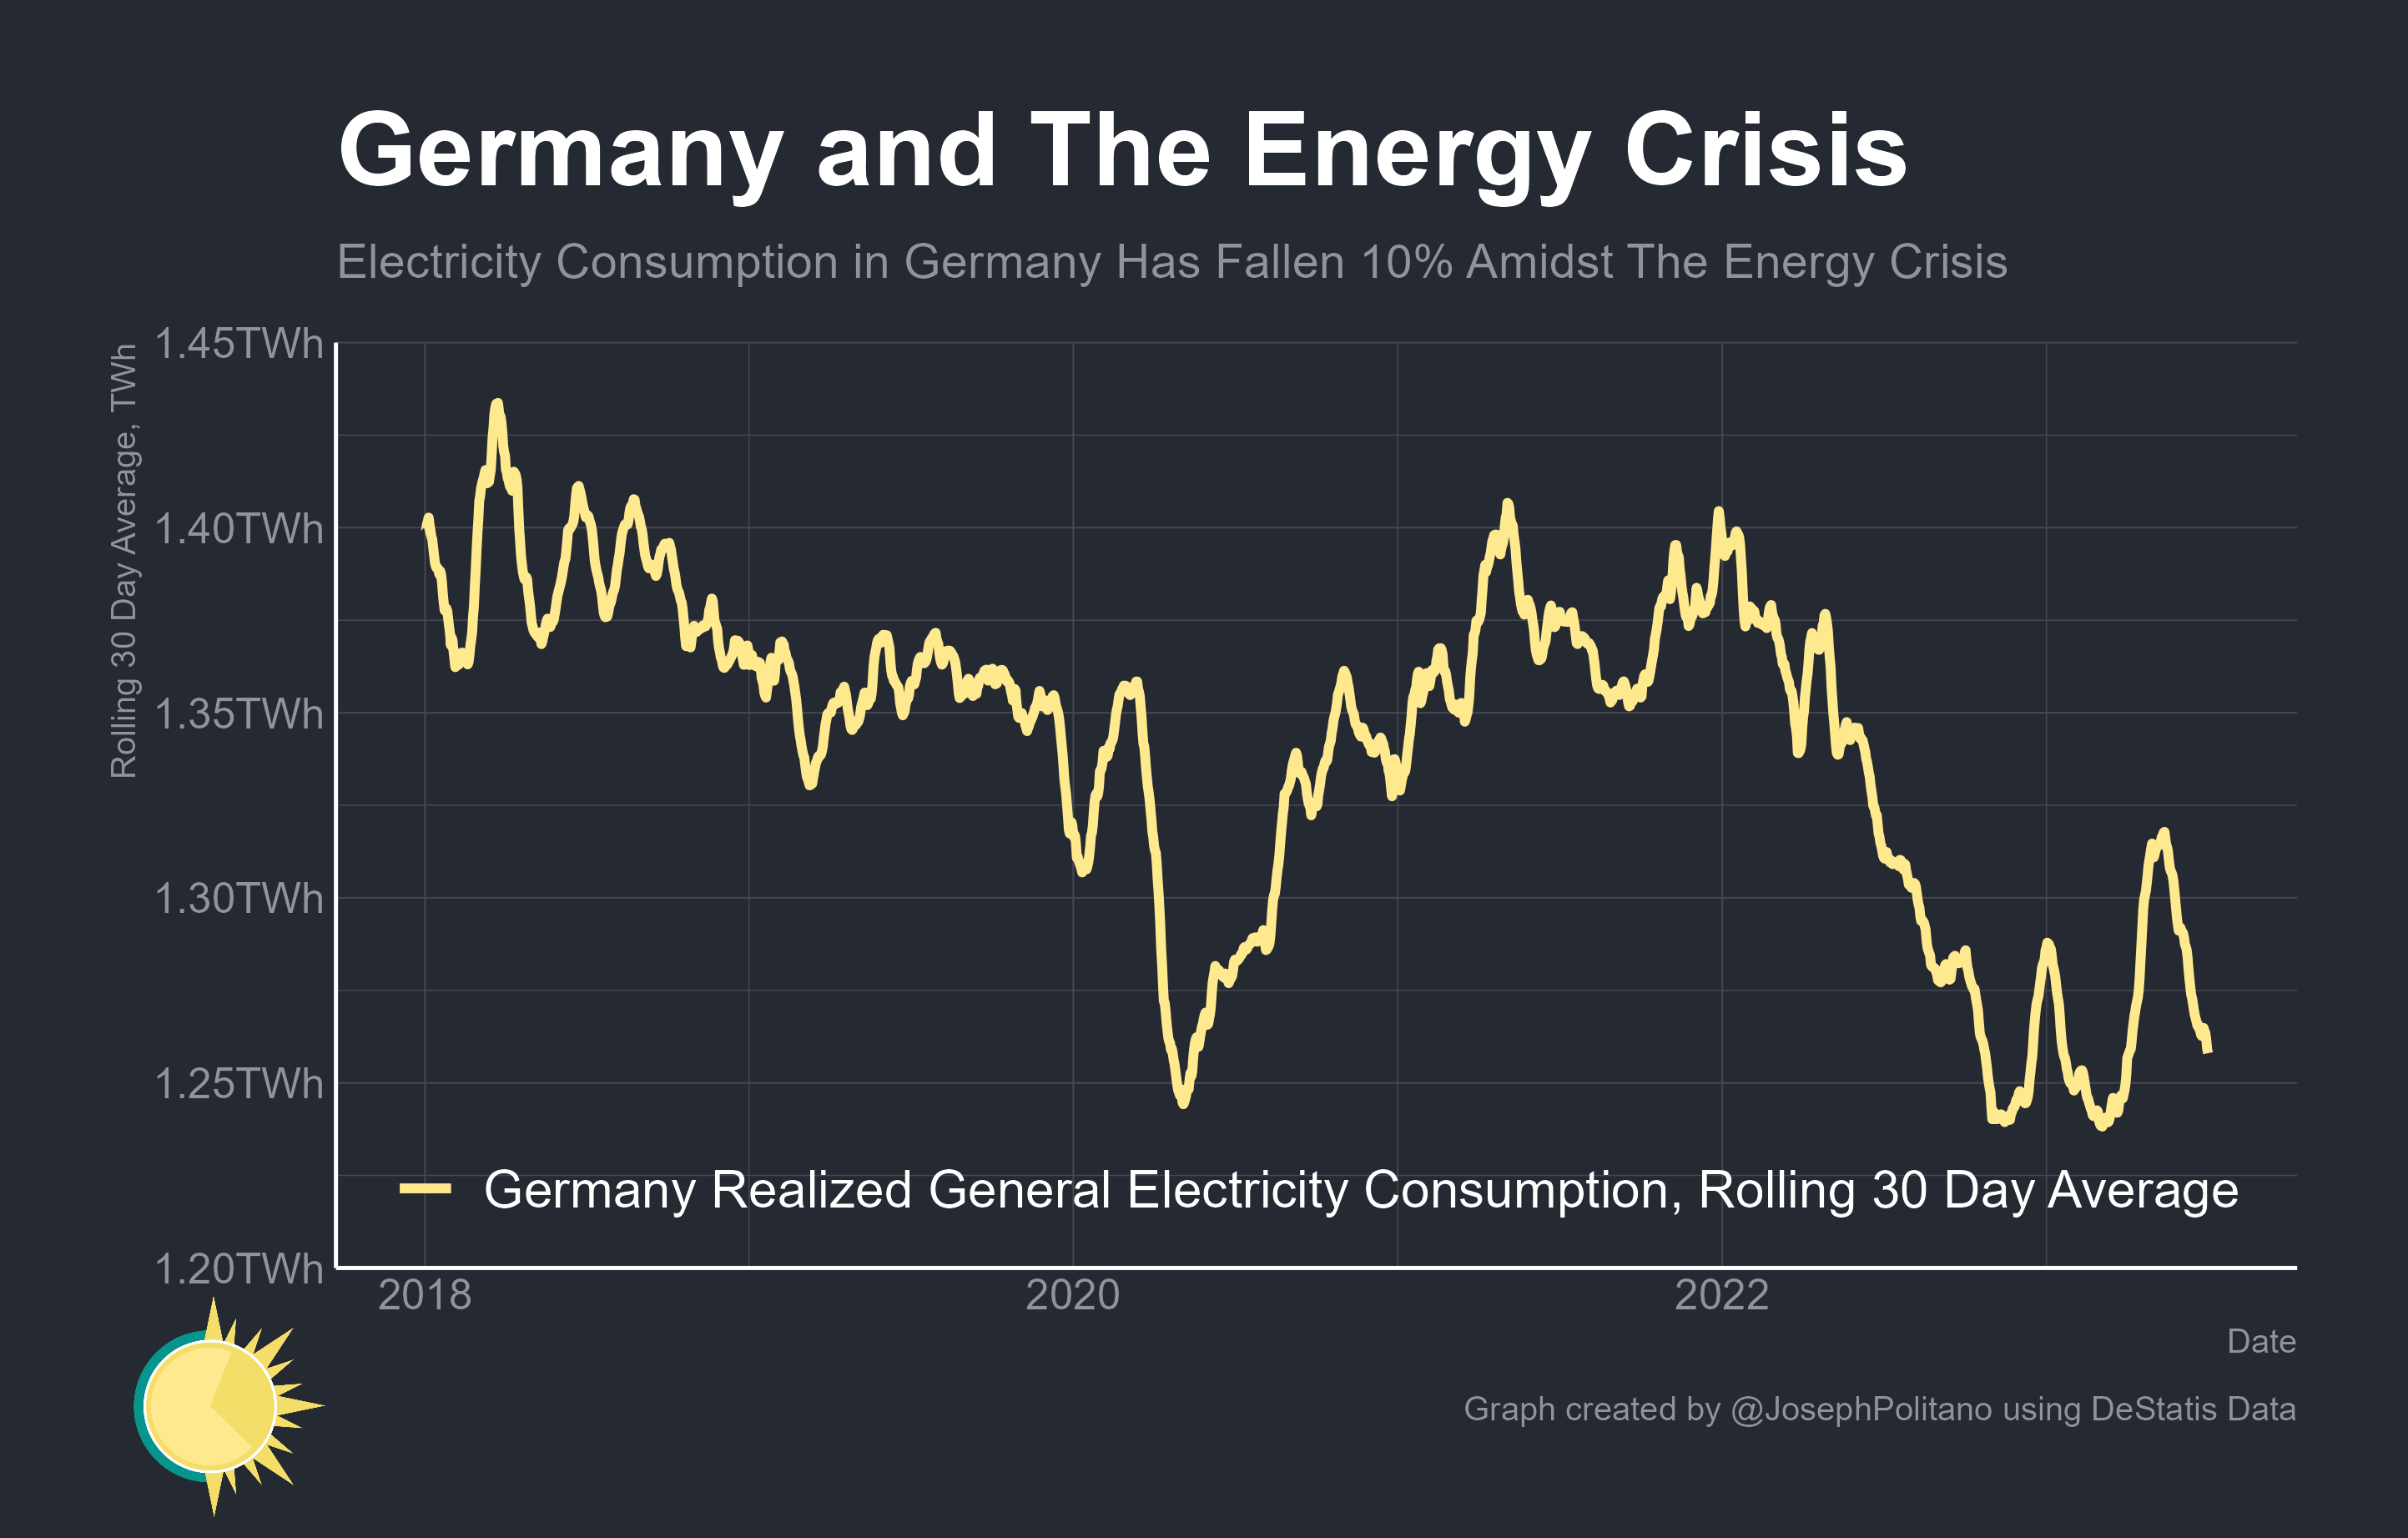 Germany and The Energy Crisis
Electricity Consumption in Germany Has Fallen 10% Amidst The Energy Crisis
Rolling 30 Day Average, TWh
1.45TWh
1.40TWh
1.35TWh
1.30TWh
1.25TWh
1.20TWh
Germany Realized General Electricity Consumption, Rolling 30 Day Average
2018
2020
2022
Date
Graph created by @JosephPolitano using DeStatis Data